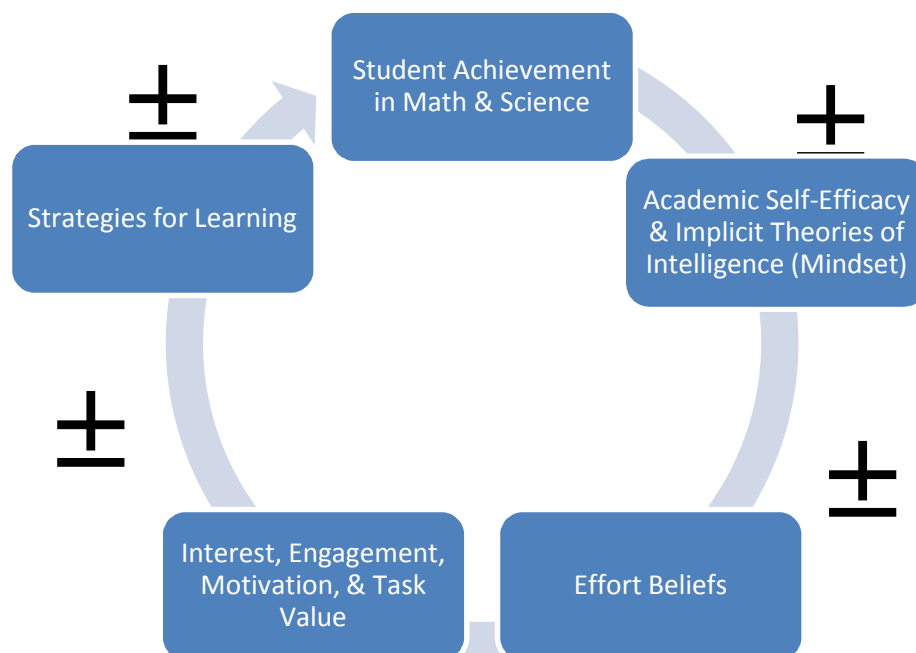 Student Achievement
in Math & Science
±
±
Strategies for Learning
Academic Self-Efficacy
& Implicit Theories of
Intelligence (Mindset)
±
±
Interest, Engagement,
Motivation, & Task
Value
Effort Beliefs